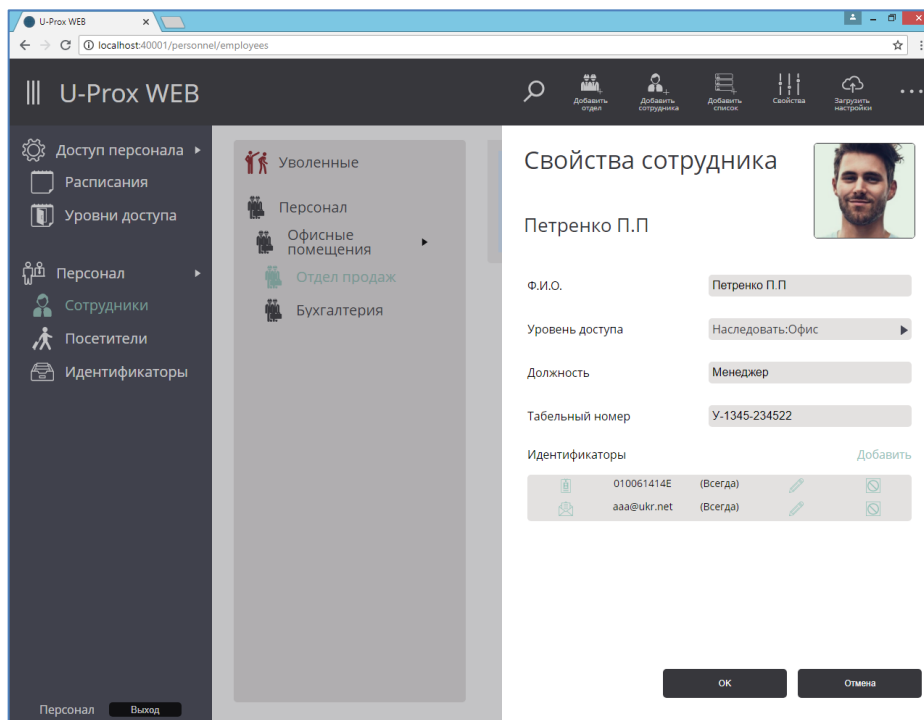 U-Prox WEB
localhost:40001/personnel/employees
U-Prox WEB
Добавить отдел
Добавить сотрудника
Добавить список
Свойства
Загрузить настройки
Доступ персонала
Расписания
Уровни доступа
Персонал
Сотрудники
Посетители
Идентификаторы
Персонал
Выход
Уволенные
Персонал
Офисные
помещения
Отдел продаж
Бухгалтерия
Свойства сотрудника
Петренко П.П
Ф.И.О.
Петренко П.П
Уровень доступа
Наследовать:Офис
Должность
Менеджер
Табельный номер
У-1345-234522
Идентификаторы
Добавить
010061414E (Всегда)
aaa@ukr.net (Всегда)
OK
Отмена